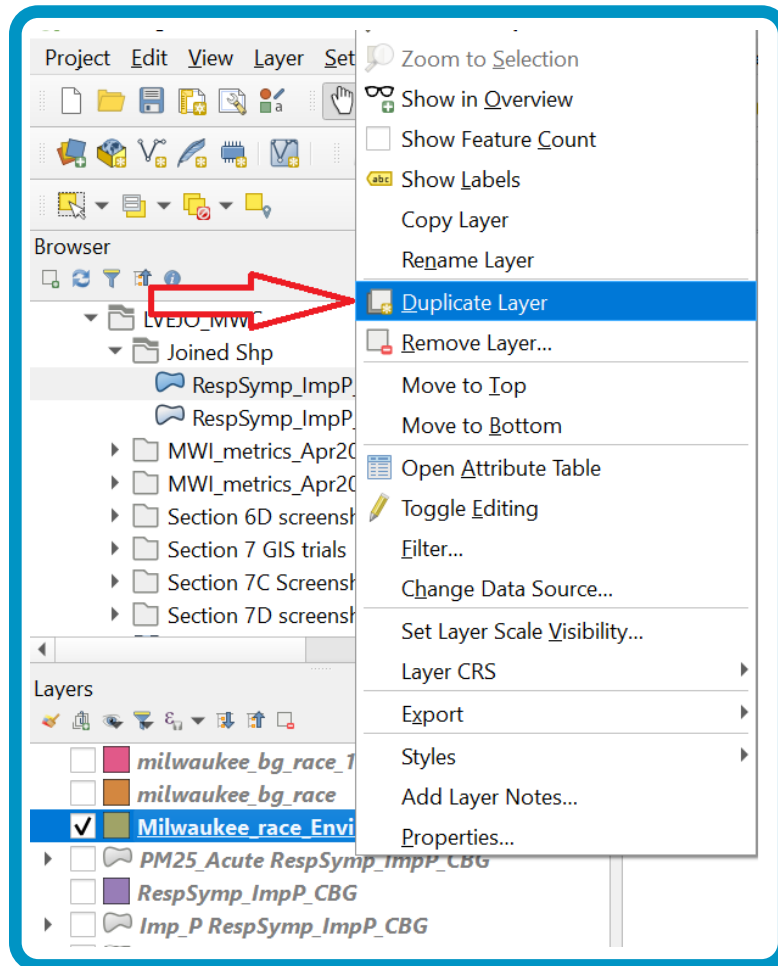 Project Edit View Layer Set
Zoom to Selection
Show in Overview
Show Feature Count
abc Show Labels
Copy Layer
Rename Layer
Browser
Duplicate Layer
LVEJO_MWC
Remove Layer...
Joined Shp
Move to Top
RespSymp_ImpP_
Move to Bottom
RespSymp_ImpP_
MWI_metrics_Apr20
Open Attribute Table
MWI_metrics_Apr20
Toggle Editing
Section 6D screensh
Section 7 GIS trials
Filter...
Section 7C Screensh
Change Data Source...
Section 7D screensh
Set Layer Scale Visibility...
Layers
Layer CRS
Export
milwaukee_bg_race_1
Styles
milwaukee_bg_race
Add Layer Notes...
Milwaukee_race_Envi
Properties...
PM25_Acute RespSymp_ImpP_CBG
RespSymp_ImpP_CBG
Imp_P RespSymp_ImpP_CBG